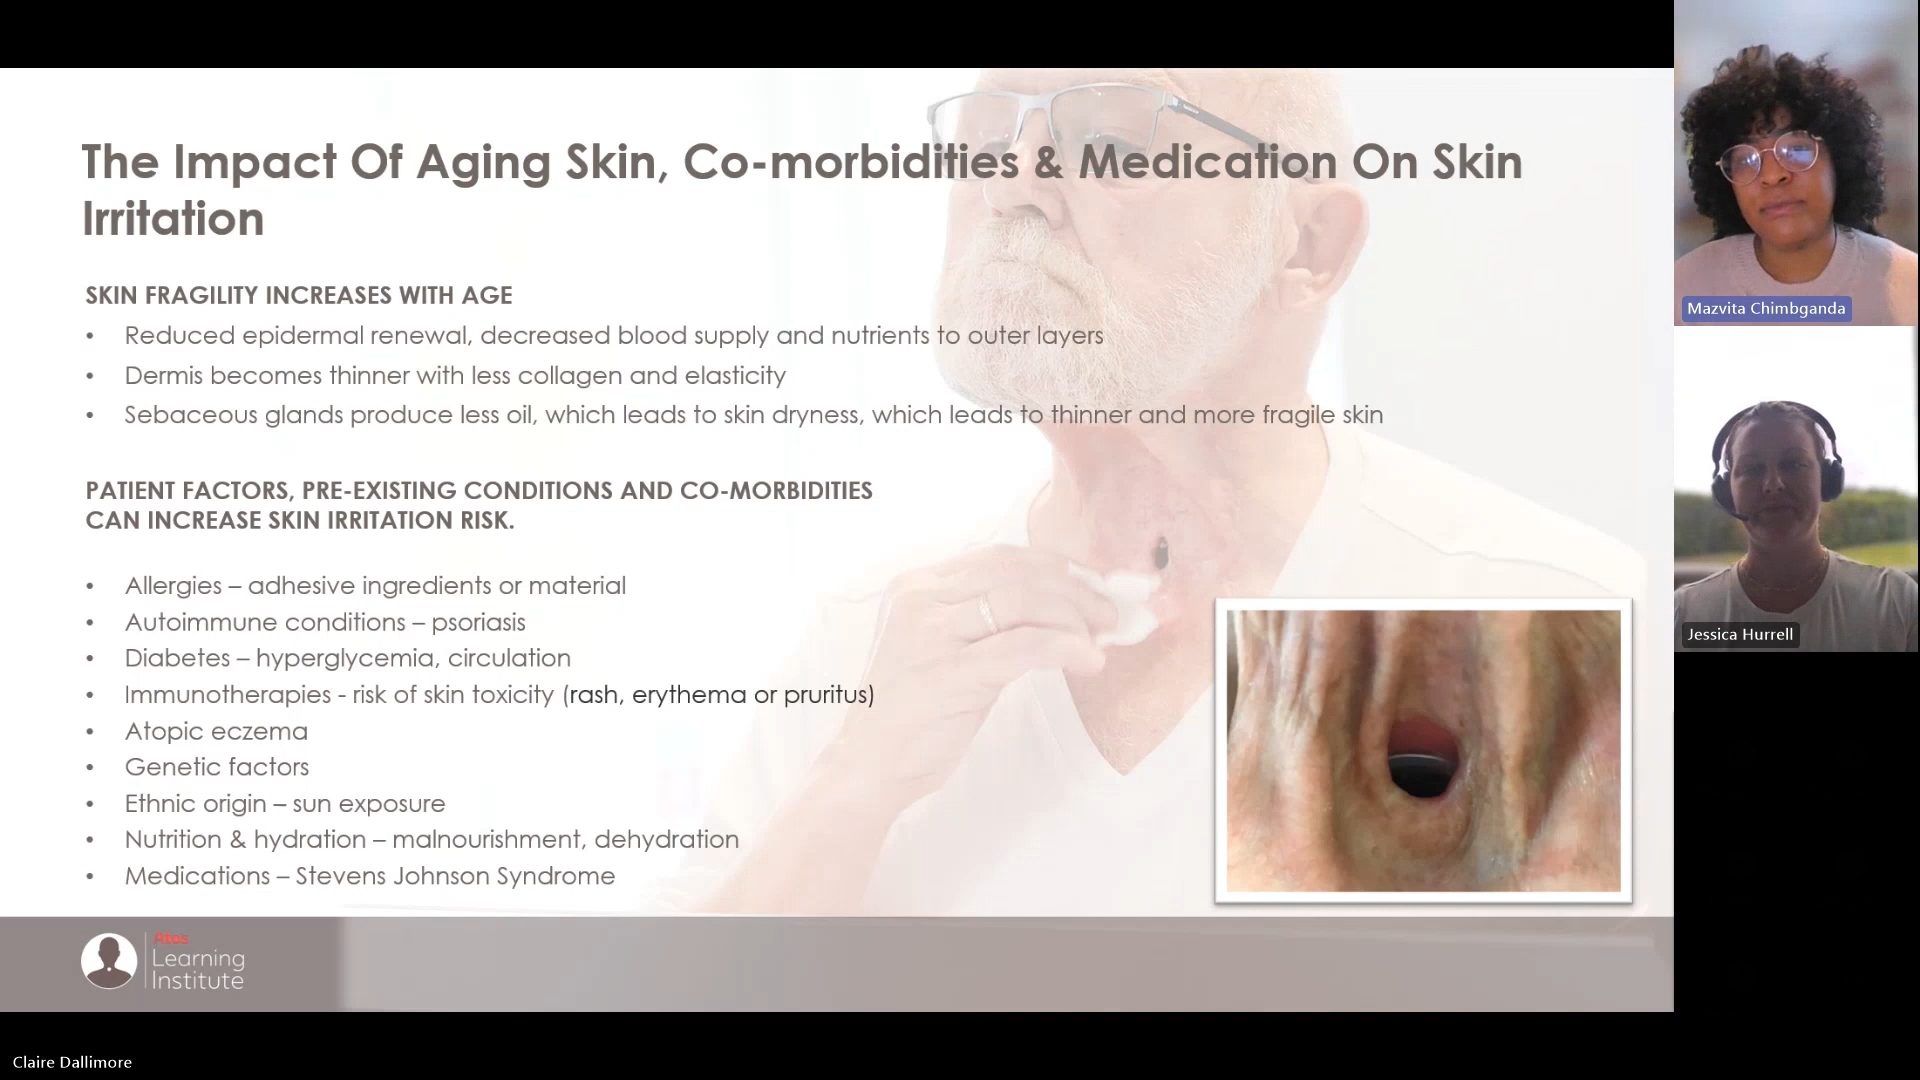 The Impact Of Aging Skin, Co-morbidities & Medication On Skin
Irritation
SKIN FRAGILITY INCREASES WITH AGE
• Reduced epidermal renewal, decreased blood supply and nutrients to outer layers
• Dermis becomes thinner with less collagen and elasticity
• Sebaceous glands produce less oil, which leads to skin dryness, which leads to thinner and more fragile skin
PATIENT FACTORS, PRE-EXISTING CONDITIONS AND CO-MORBIDITIES
CAN INCREASE SKIN IRRITATION RISK.
• Allergies – adhesive ingredients or material
• Autoimmune conditions – psoriasis
• Diabetes – hyperglycemia, circulation
• Immunotherapies - risk of skin toxicity (rash, erythema or pruritus)
• Atopic eczema
• Genetic factors
• Ethnic origin – sun exposure
• Nutrition & hydration – malnourishment, dehydration
• Medications – Stevens Johnson Syndrome
Atos
Learning
Institute
Claire Dallimore
Mazvita Chimbganda
Jessica Hurrell